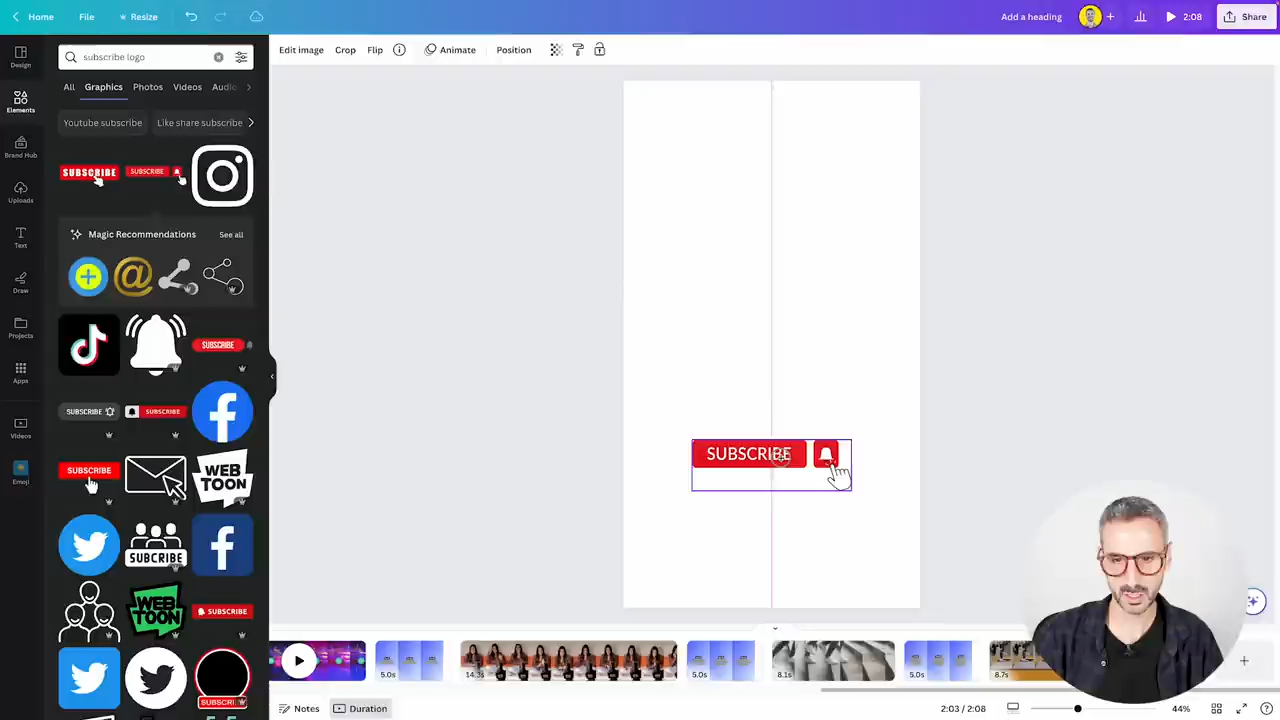 Home File Resize Add a heading 2:08 Share
subscribe logo
Edit image Crop Flip Animate Position
Design
Elements
Brand Hub
Uploads
Text
Draw
Projects
Apps
Videos
Emoji
All Graphics Photos Videos Audio
Youtube subscribe Like share subscribe
SUBSCRIBE SUBSCRIBE
Magic Recommendations See all
SUBSCRIBE
SUBSCRIBE SUBSCRIBE
SUBSCRIBE WEB TOON
SUBCRIBE
WEB TOON SUBSCRIBE
SUBSCRI
SUBSCRIBE
5.0s 14.3s 5.0s 8.1s 5.0s 8.7s
Notes Duration 2:03 / 2:08 44%